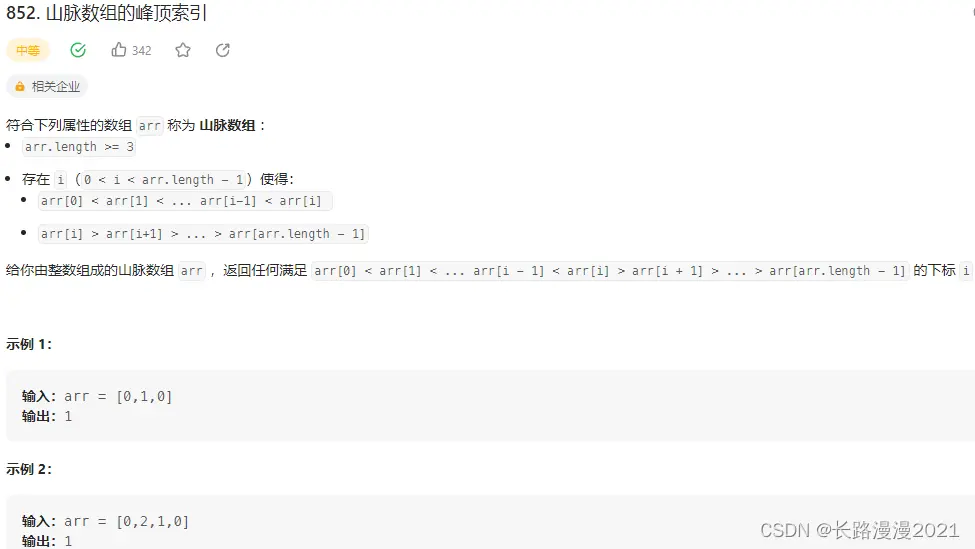 852. 山脉数组的峰顶索引
中等 342
相关企业
符合下列属性的数组 arr 称为 山脉数组 ：
arr.length >= 3
存在 i（0 < i < arr.length - 1）使得：
arr[0] < arr[1] < ... arr[i-1] < arr[i]
arr[i] > arr[i+1] > ... > arr[arr.length - 1]
给你由整数组成的山脉数组 arr ，返回任何满足 arr[0] < arr[1] < ... arr[i - 1] < arr[i] > arr[i + 1] > ... > arr[arr.length - 1] 的下标 i
示例 1：
输入：arr = [0,1,0]
输出：1
示例 2：
输入：arr = [0,2,1,0]
输出：1
CSDN @长路漫漫2021